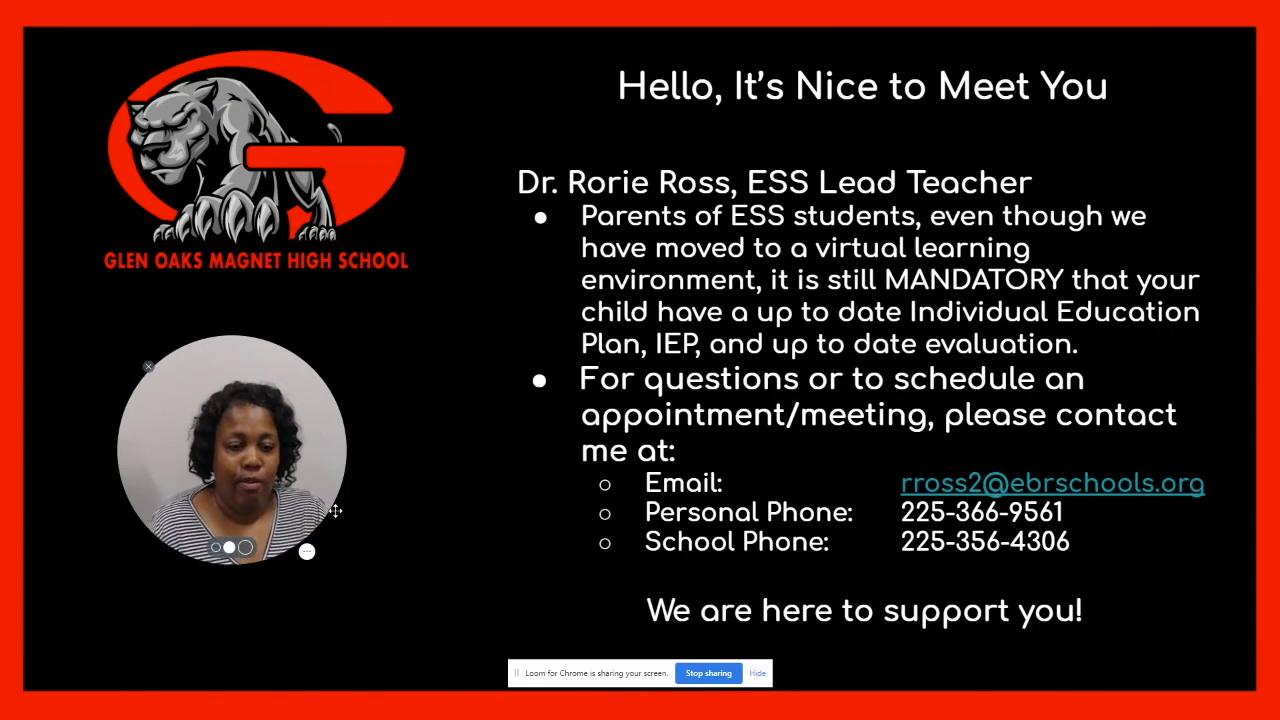 GLEN OAKS MAGNET HIGH SCHOOL
Hello, It's Nice to Meet You
Dr. Rorie Ross, ESS Lead Teacher
● Parents of ESS students, even though we
have moved to a virtual learning
environment, it is still MANDATORY that your
child have a up to date Individual Education
Plan, IEP, and up to date evaluation.
● For questions or to schedule an
appointment/meeting, please contact
me at:
○ Email: rross2@ebrschools.org
○ Personal Phone: 225-366-9561
○ School Phone: 225-356-4306
We are here to support you!
Loom for Chrome is sharing your screen. Stop sharing Hide